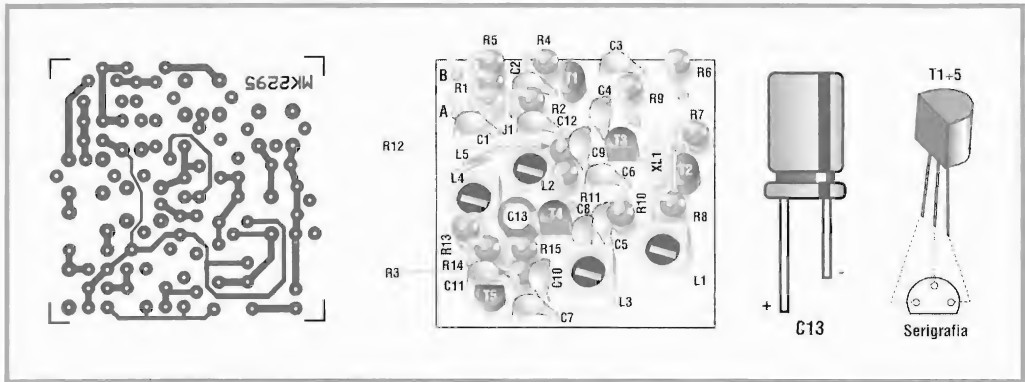 MK2295
R5
R4
C3
B
C2
T1
R6
R1
C4
R9
A
R2
R7
C1
J1
C12
R12
T3
L5
C9
XL1
T2
L4
L2
C6
R11
R10
C13
T4
C8
R8
R13
R15
C5
R14
R3
C11
C10
L1
T5
L3
C7
+
-
C13
T1÷5
Serigrafia